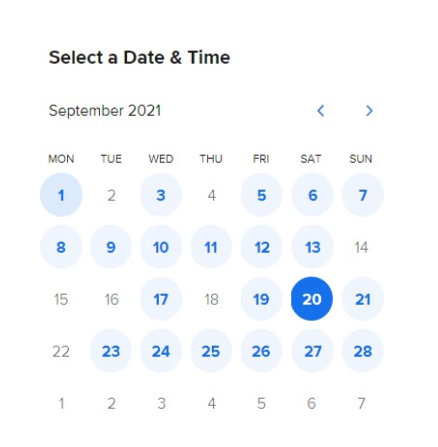 Select a Date & Time
September 2021
MON TUE WED THU FRI SAT SUN
1 2 3 4 5 6 7
8 9 10 11 12 13 14
15 16 17 18 19 20 21
22 23 24 25 26 27 28
1 2 3 4 5 6 7